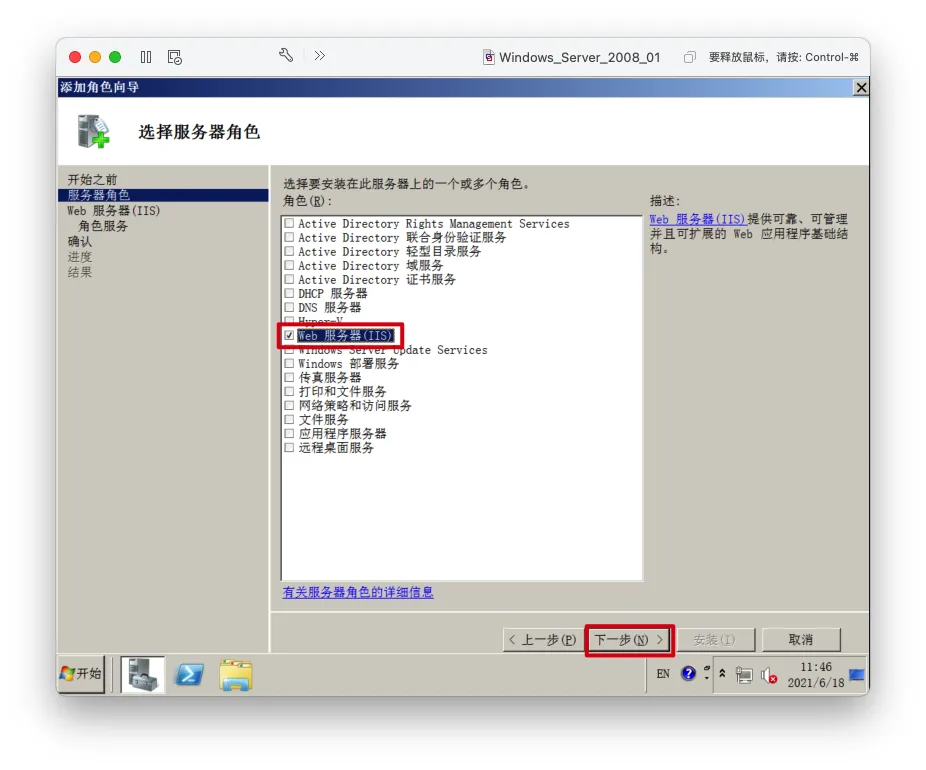 Windows_Server_2008_01
要释放鼠标，请按: Control-⌘
添加角色向导
选择服务器角色
开始之前
服务器角色
Web 服务器(IIS)
角色服务
确认
进度
结果
选择要安装在此服务器上的一个或多个角色。
角色(R):
Active Directory Rights Management Services
Active Directory 联合身份验证服务
Active Directory 轻型目录服务
Active Directory 域服务
Active Directory 证书服务
DHCP 服务器
DNS 服务器
Hyper-V
Web 服务器(IIS)
Windows Server Update Services
Windows 部署服务
传真服务器
打印和文件服务
网络策略和访问服务
文件服务
应用程序服务器
远程桌面服务
有关服务器角色的详细信息
描述:
Web 服务器(IIS)提供可靠、可管理
并且可扩展的 Web 应用程序基础结
构。
< 上一步(P)
下一步(N) >
安装(I)
取消
开始
EN
11:46
2021/6/18